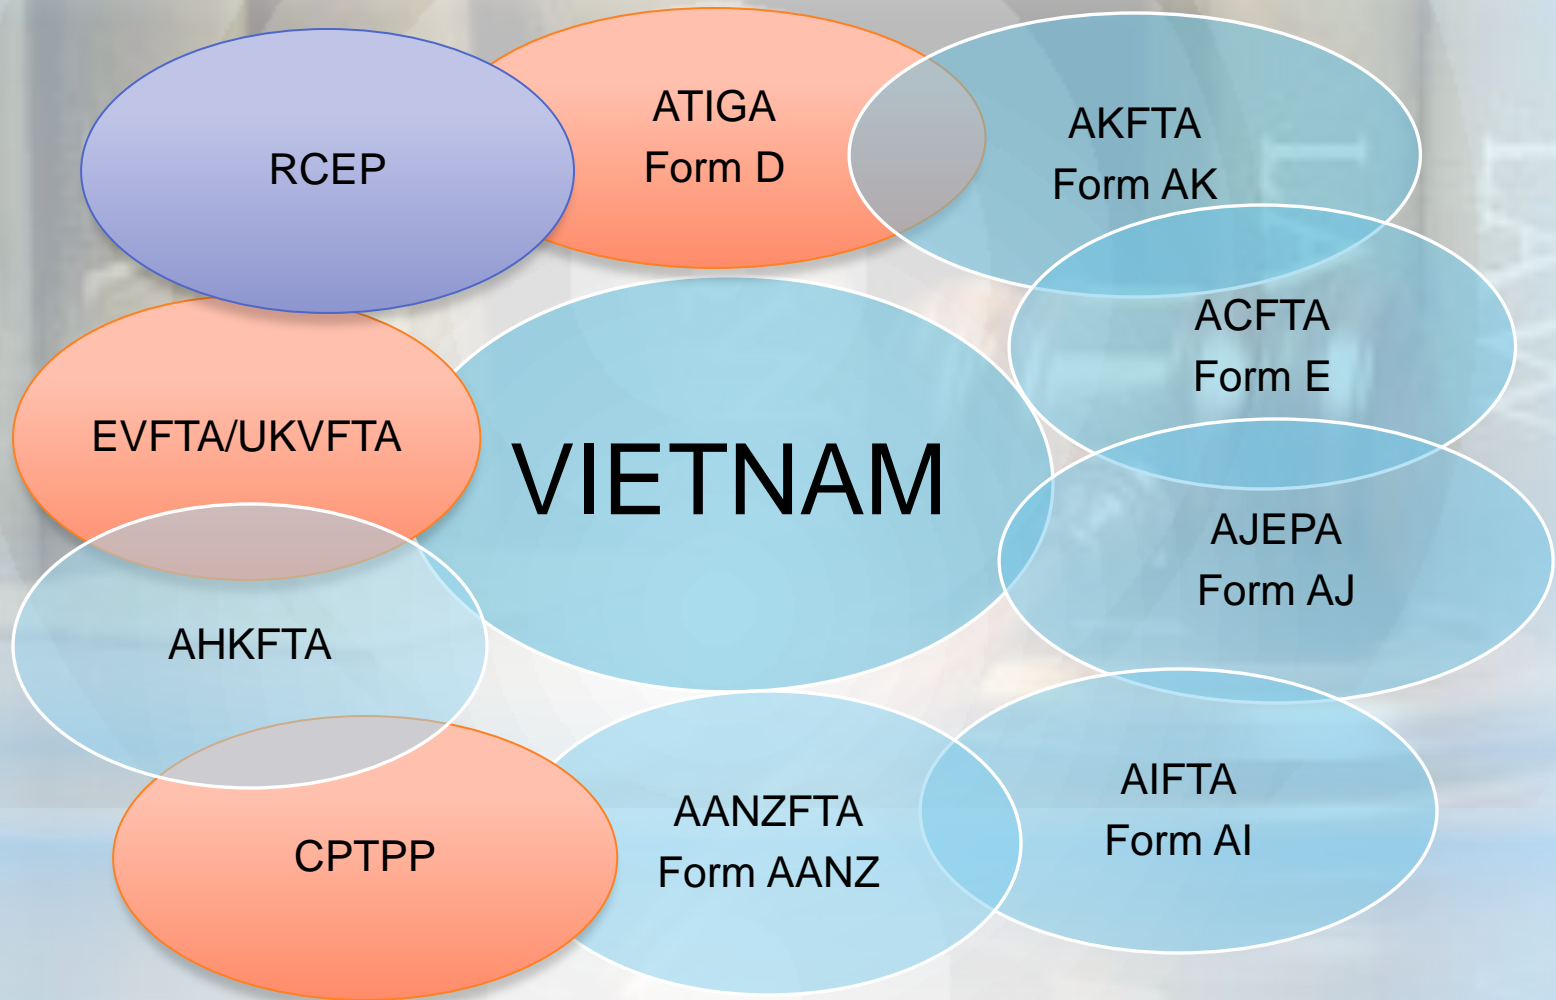 RCEP
ATIGA
Form D
AKFTA
Form AK
ACFTA
Form E
EVFTA/UKVFTA
VIETNAM
AJEPA
Form AJ
AHKFTA
AIFTA
Form AI
AANZFTA
Form AANZ
CPTPP